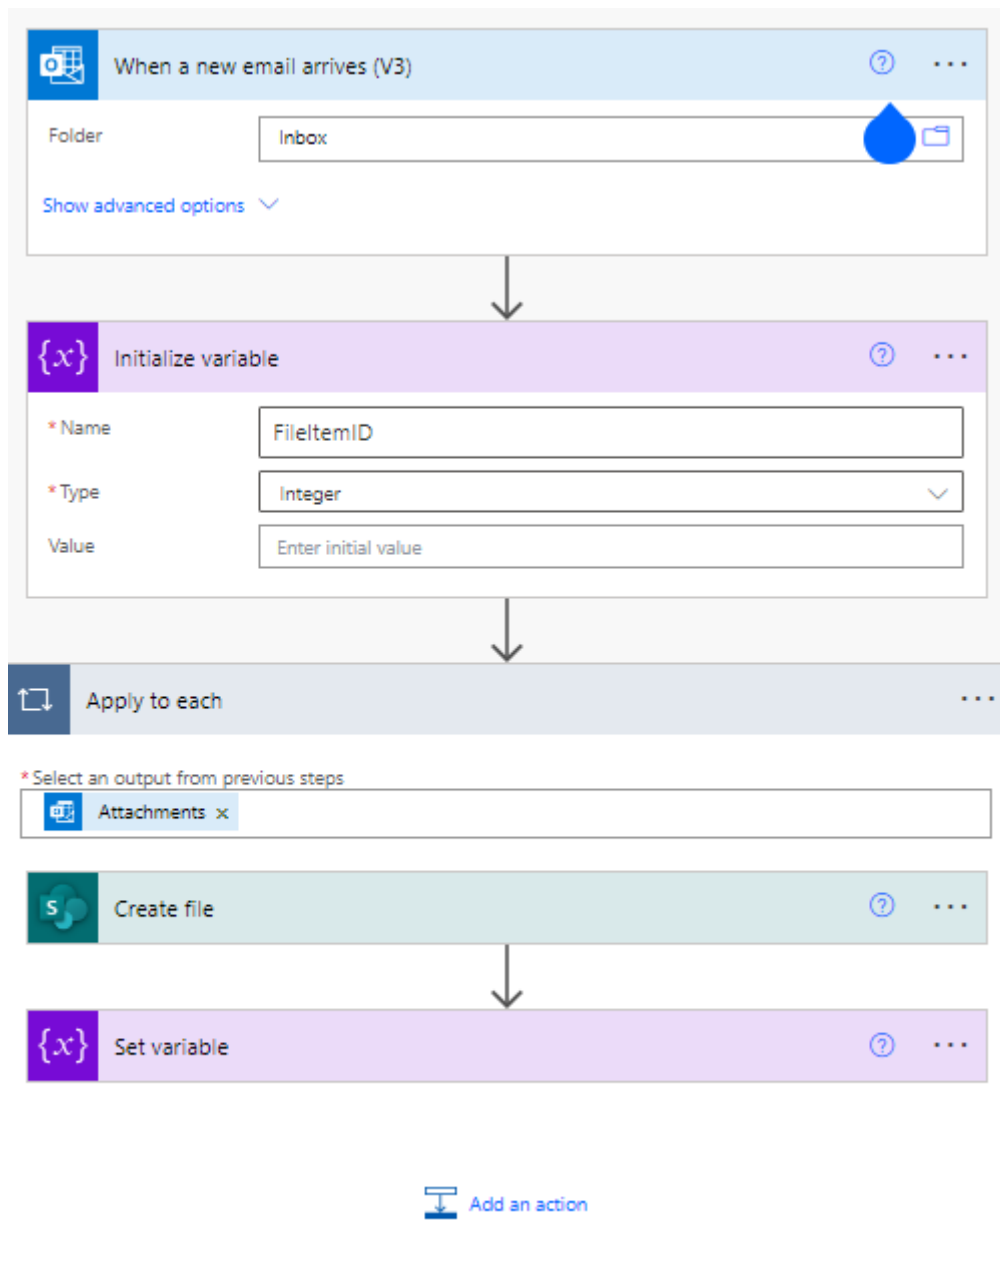 When a new email arrives (V3)
Folder
Inbox
Show advanced options
{x}
Initialize variable
* Name
FileItemID
* Type
Integer
Value
Enter initial value
Apply to each
* Select an output from previous steps
Attachments ×
S
Create file
{x}
Set variable
Add an action